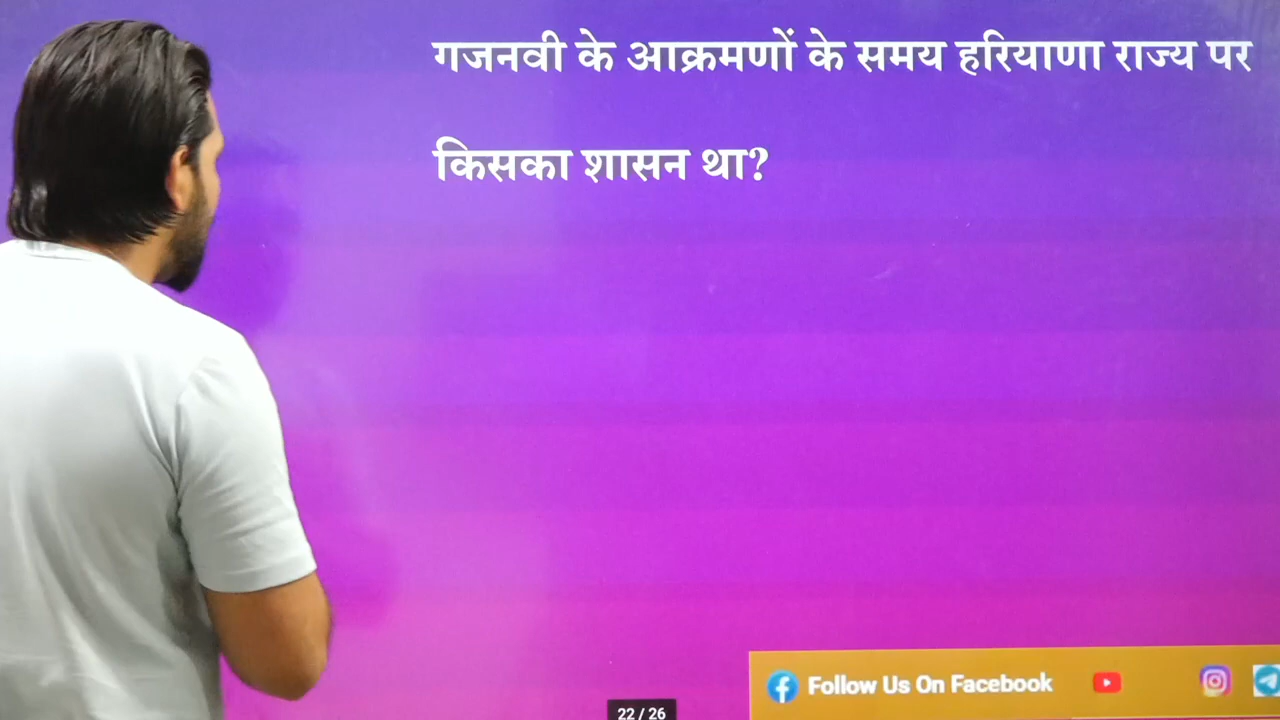 गजनवी के आक्रमणों के समय हरियाणा राज्य पर
किसका शासन था?
Follow Us On Facebook
22 / 26